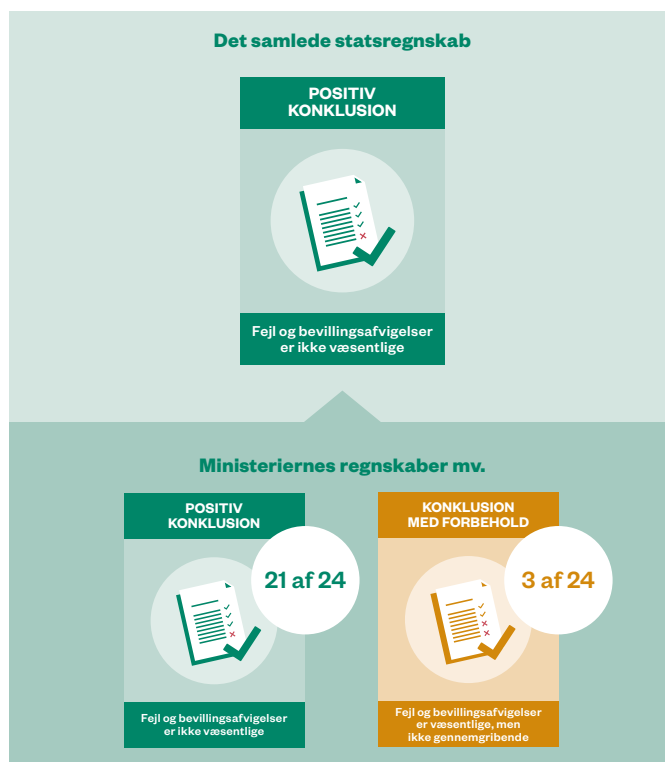 Det samlede statsregnskab
POSITIV
KONKLUSION
Fejl og bevillingsafvigelser
er ikke væsentlige
Ministeriernes regnskaber mv.
POSITIV
KONKLUSION
21 af 24
Fejl og bevillingsafvigelser
er ikke væsentlige
KONKLUSION
MED FORBEHOLD
3 af 24
Fejl og bevillingsafvigelser
er væsentlige, men
ikke gennemgribende